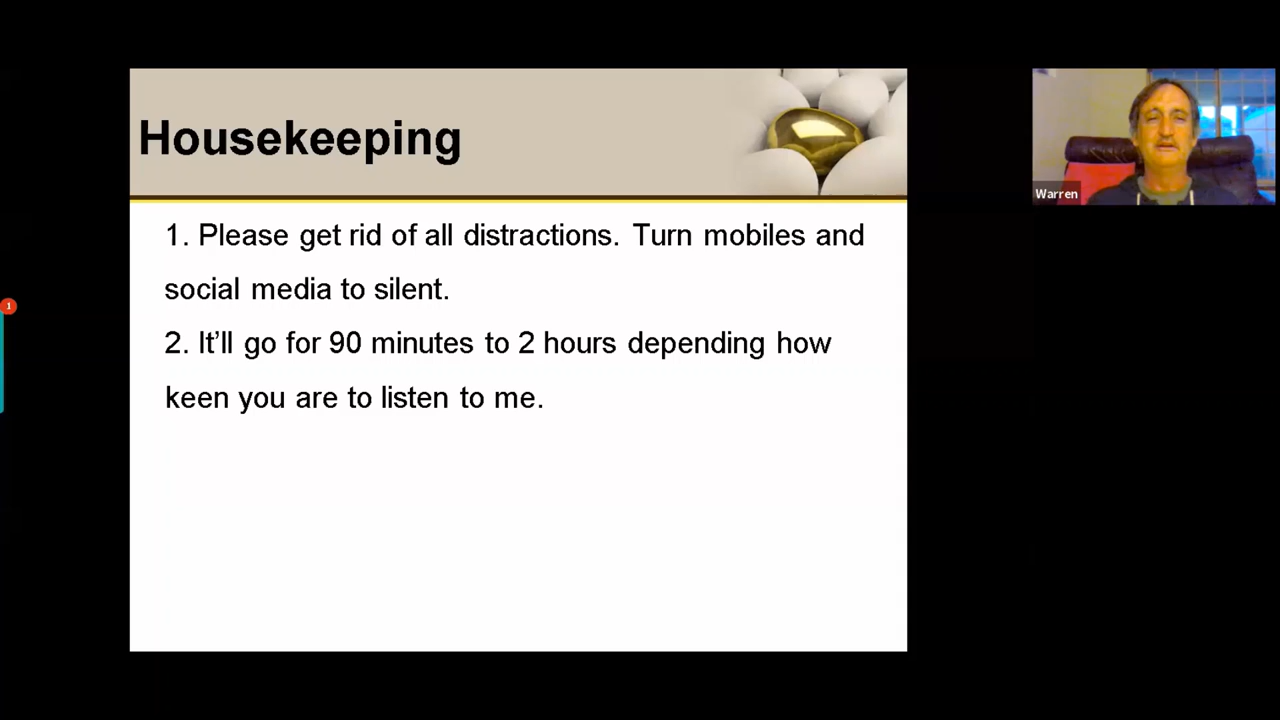 Housekeeping
1. Please get rid of all distractions. Turn mobiles and
social media to silent.
2. It’ll go for 90 minutes to 2 hours depending how
keen you are to listen to me.
Warren
1